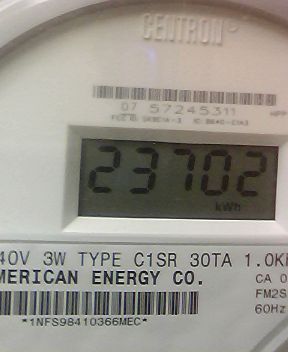 CENTRON
07 57245311
23702
kWh
40V 3W TYPE C1SR 30TA 1.0K
MERICAN ENERGY CO.
CA 0
FM2S
60Hz
*1NFS98410366MEC*